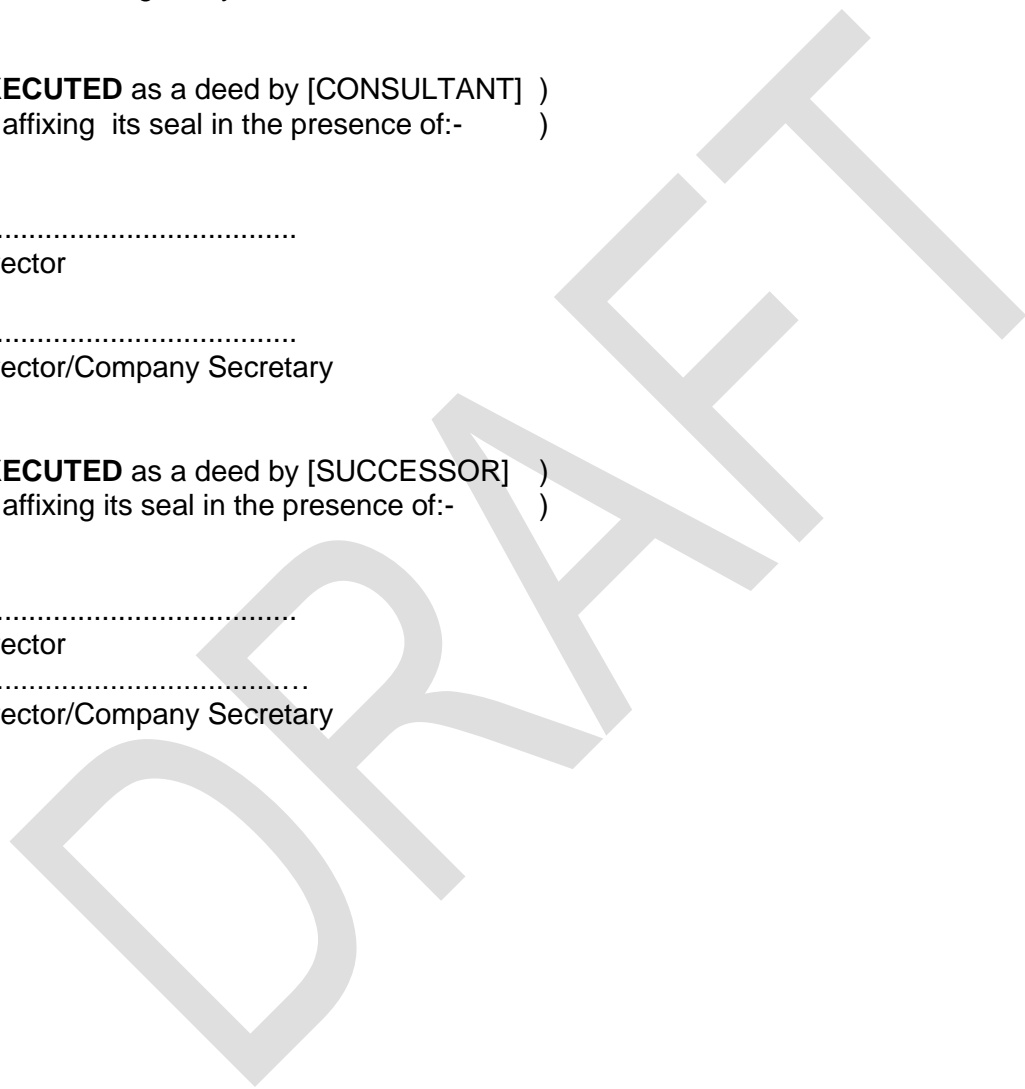 ECUTED as a deed by [CONSULTANT] )
affixing its seal in the presence of:- )
.....................................
ector
.....................................
ector/Company Secretary
ECUTED as a deed by [SUCCESSOR] )
affixing its seal in the presence of:- )
.....................................
ector
.....................................…
ector/Company Secretary
DRAFT